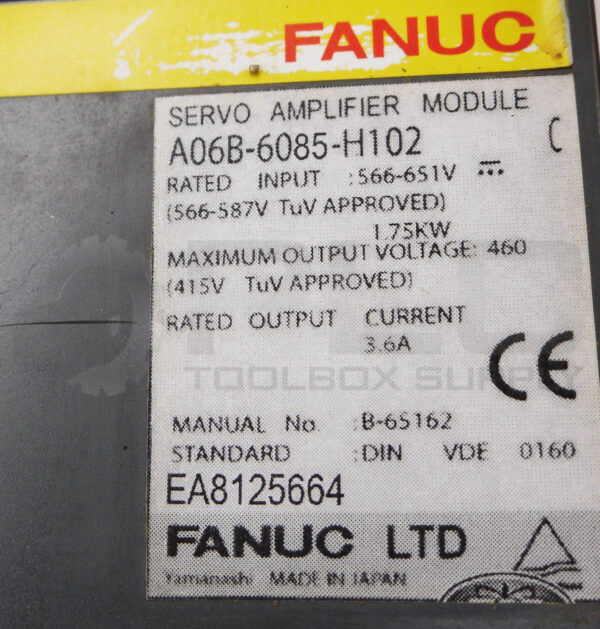 FANUC
SERVO AMPLIFIER MODULE
A06B-6085-H102 C
RATED INPUT :566-651V
(566-587V TuV APPROVED)
1.75KW
MAXIMUM OUTPUT VOLTAGE: 460
(415V TuV APPROVED)
RATED OUTPUT CURRENT
3.6A
CE
TOOLBOX SUPPLY
MANUAL No. :B-65162
STANDARD :DIN VDE 0160
EA8125664
FANUC LTD
Yamanashi MADE IN JAPAN